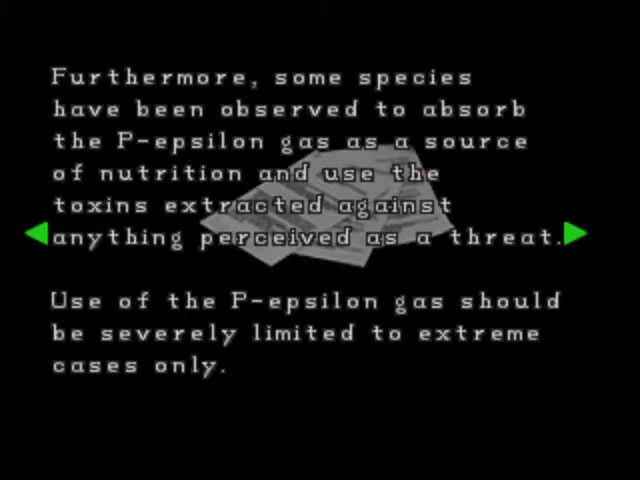 Furthermore, some species
have been observed to absorb
the P-epsilon gas as a source
of nutrition and use the
toxins extracted against
anything perceived as a threat.
Use of the P-epsilon gas should
be severely limited to extreme
cases only.